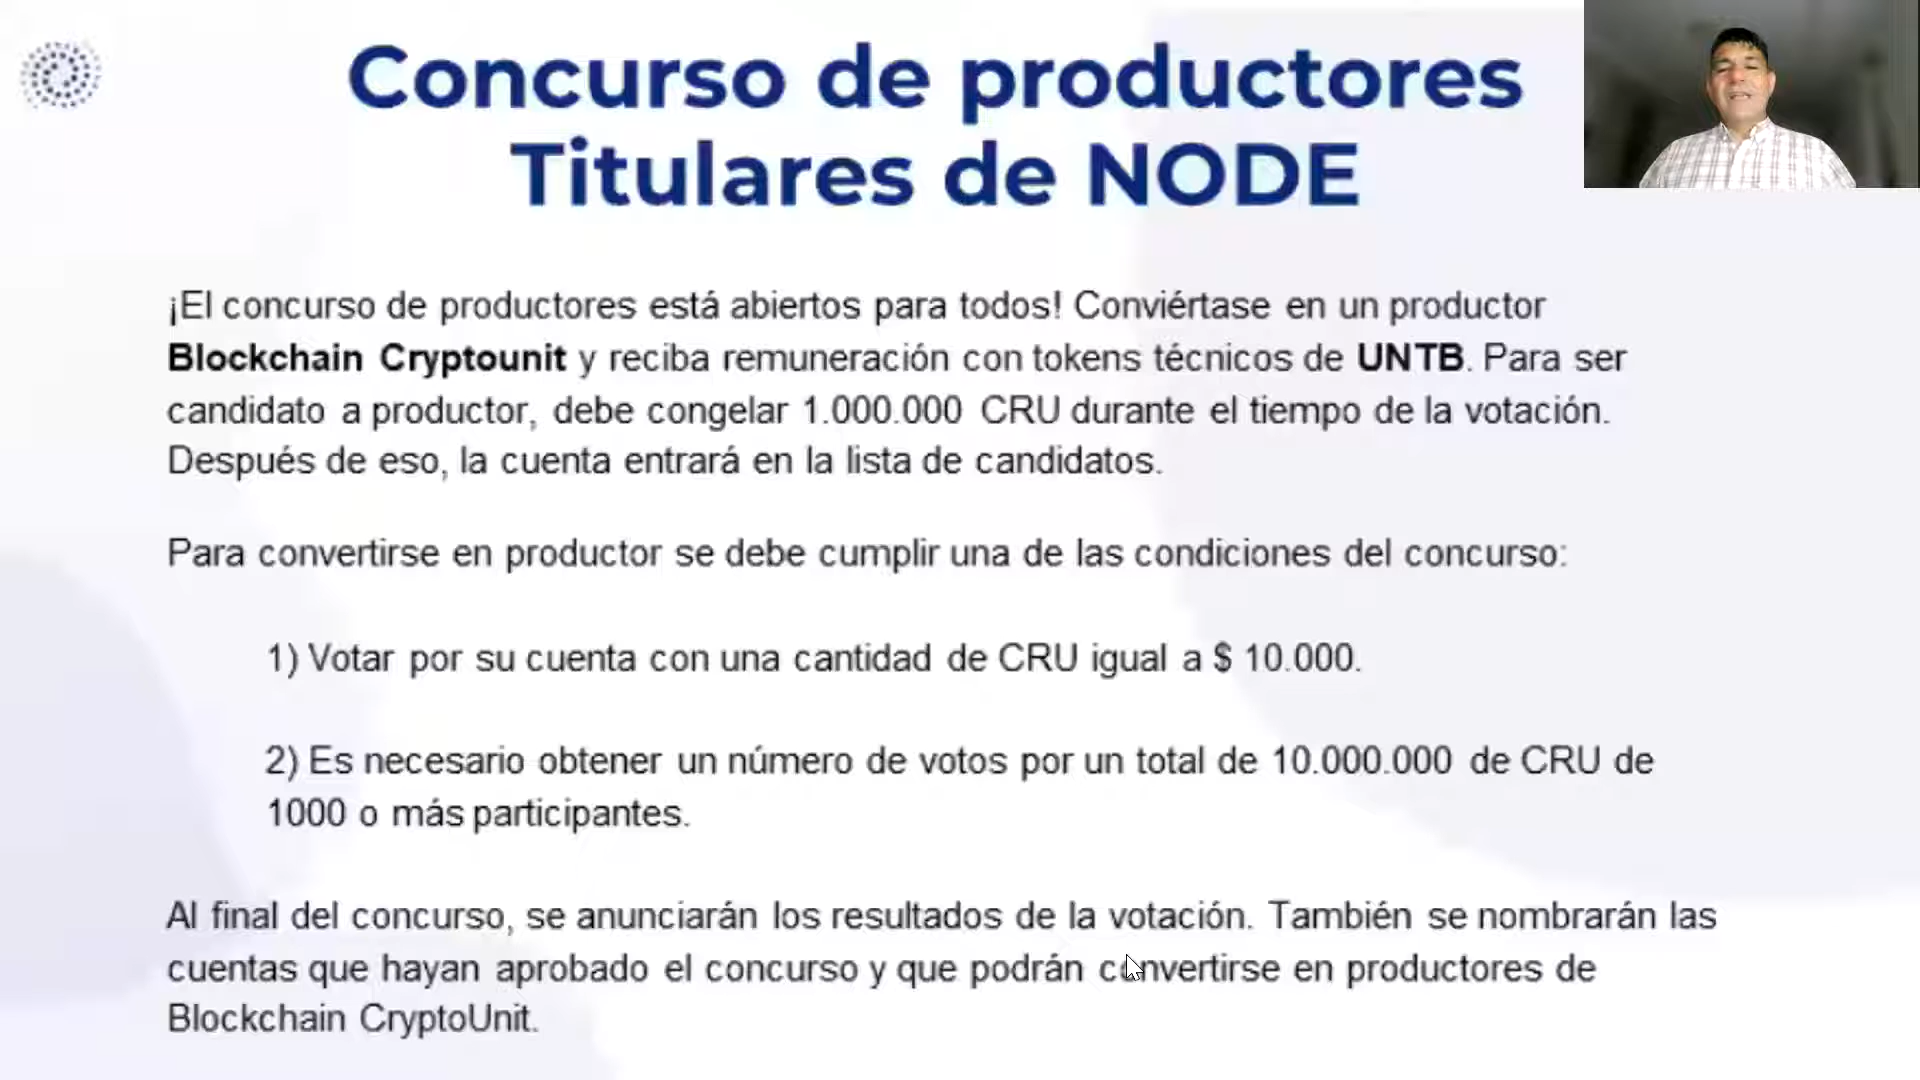 Concurso de productores
Titulares de NODE
¡El concurso de productores está abiertos para todos! Conviértase en un productor
Blockchain Cryptounit y reciba remuneración con tokens técnicos de UNTB. Para ser
candidato a productor, debe congelar 1.000.000 CRU durante el tiempo de la votación.
Después de eso, la cuenta entrará en la lista de candidatos.
Para convertirse en productor se debe cumplir una de las condiciones del concurso:
1) Votar por su cuenta con una cantidad de CRU igual a $ 10.000.
2) Es necesario obtener un número de votos por un total de 10.000.000 de CRU de
1000 o más participantes.
Al final del concurso, se anunciarán los resultados de la votación. También se nombrarán las
cuentas que hayan aprobado el concurso y que podrán convertirse en productores de
Blockchain CryptoUnit.